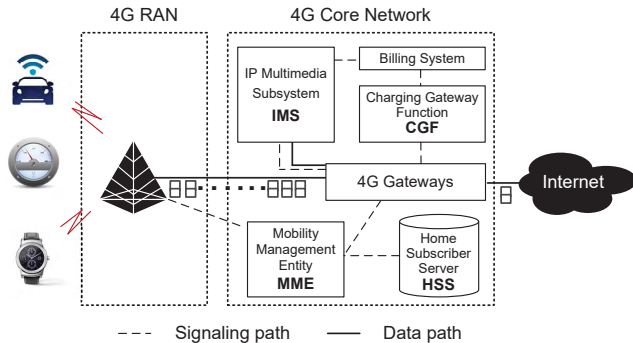 4G RAN
4G Core Network
IP Multimedia
Subsystem
IMS
Billing System
Charging Gateway
Function
CGF
4G Gateways
Internet
Mobility
Management
Entity
MME
Home
Subscriber
Server
HSS
Signaling path
Data path